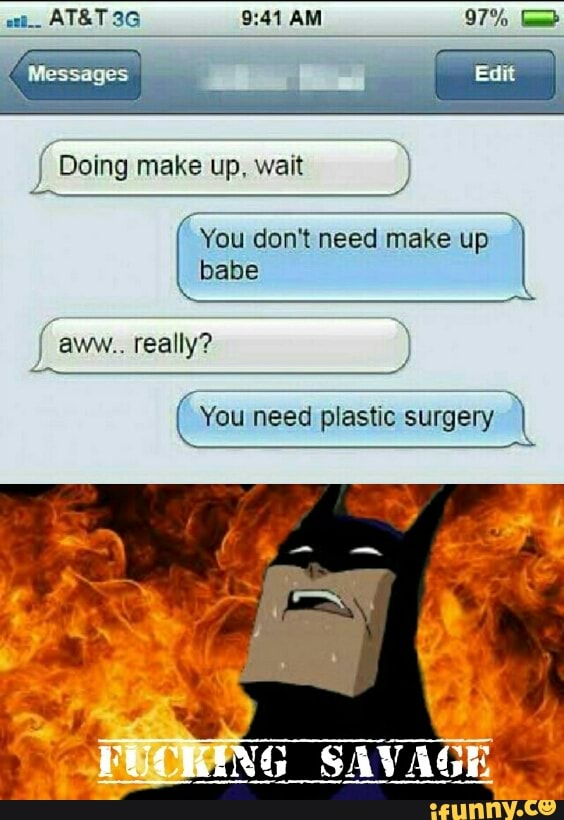 AT&T 3G 9:41 AM 97%
Messages Edit
Doing make up, wait
You don't need make up
babe
aww.. really?
You need plastic surgery
FUCKING SAVAGE
ifunny.co